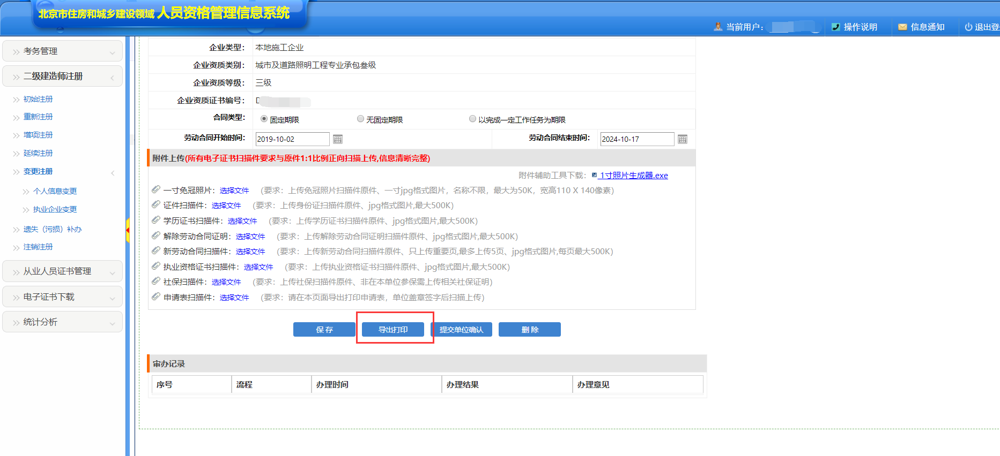 北京市住房和城乡建设领域 人员资格管理信息系统
当前用户： 操作说明 信息通知 退出登
考务管理
二级建造师注册
初始注册
重新注册
增项注册
延续注册
变更注册
个人信息变更
执业企业变更
遗失（污损）补办
注销注册
从业人员证书管理
电子证书下载
统计分析
企业类型： 本地施工企业
企业资质类别： 城市及道路照明工程专业承包叁级
企业资质等级： 三级
企业资质证书编号： D
合同类型： 固定期限 无固定期限 以完成一定工作任务为期限
劳动合同开始时间： 2019-10-02 劳动合同结束时间： 2024-10-17
附件上传(所有电子证书扫描件要求与原件1:1比例正向扫描上传,信息清晰完整)
附件辅助工具下载： 1寸照片生成器.exe
一寸免冠照片：选择文件 （要求：上传免冠照片扫描件原件、一寸jpg格式图片，名称不限，最大为50K，宽高110 X 140像素）
证件扫描件：选择文件 （要求：上传身份证扫描件原件、jpg格式图片,最大500K）
学历证书扫描件：选择文件 （要求：上传学历证书扫描件原件、jpg格式图片,最大500K）
解除劳动合同证明：选择文件 （要求：上传解除劳动合同证明扫描件原件、jpg格式图片,最大500K）
新劳动合同扫描件：选择文件 （要求：上传新劳动合同扫描件原件、只上传重要页,最多上传5页、jpg格式图片,每页最大500K）
执业资格证书扫描件：选择文件 （要求：上传执业资格证书扫描件原件、jpg格式图片,最大500K）
社保扫描件：选择文件 （要求：上传社保扫描件原件、非在本单位参保需上传相关社保证明）
申请表扫描件：选择文件 （要求：请在本页面导出打印申请表，单位盖章签字后扫描上传）
保 存 导出打印 提交单位确认 删 除
审办记录
序号 流程 办理时间 办理结果 办理意见